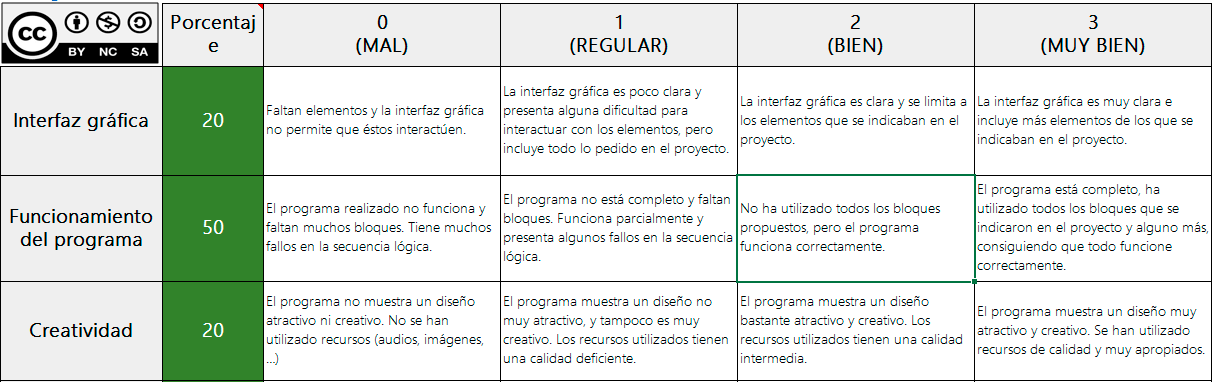 cc
BY NC SA
Porcentaj
e
0
(MAL)
1
(REGULAR)
2
(BIEN)
3
(MUY BIEN)
Interfaz gráfica
20
Faltan elementos y la interfaz gráfica
no permite que éstos interactúen.
La interfaz gráfica es poco clara y
presenta alguna dificultad para
interactuar con los elementos, pero
incluye todo lo pedido en el proyecto.
La interfaz gráfica es clara y se limita a
los elementos que se indicaban en el
proyecto.
La interfaz gráfica es muy clara e
incluye más elementos de los que se
indicaban en el proyecto.
Funcionamiento
del programa
50
El programa realizado no funciona y
faltan muchos bloques. Tiene muchos
fallos en la secuencia lógica.
El programa no está completo y faltan
bloques. Funciona parcialmente y
presenta algunos fallos en la secuencia
lógica.
No ha utilizado todos los bloques
propuestos, pero el programa
funciona correctamente.
El programa está completo, ha
utilizado todos los bloques que se
indicaron en el proyecto y alguno más,
consiguiendo que todo funcione
correctamente.
Creatividad
20
El programa no muestra un diseño
atractivo ni creativo. No se han
utilizado recursos (audios, imágenes,
...)
El programa muestra un diseño no
muy atractivo, y tampoco es muy
creativo. Los recursos utilizados tienen
una calidad deficiente.
El programa muestra un diseño
bastante atractivo y creativo. Los
recursos utilizados tienen una calidad
intermedia.
El programa muestra un diseño muy
atractivo y creativo. Se han utilizado
recursos de calidad y muy apropiados.